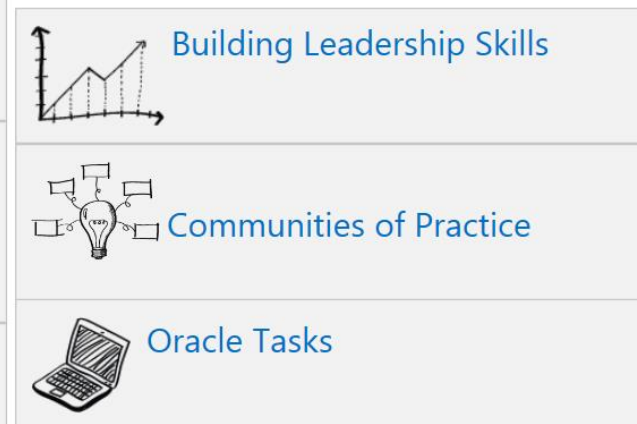 Building Leadership Skills
Communities of Practice
Oracle Tasks